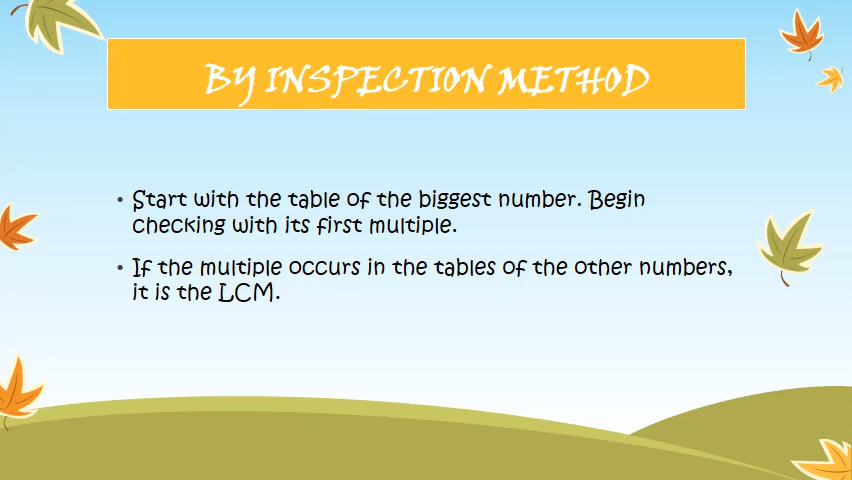 BY INSPECTION METHOD
• Start with the table of the biggest number. Begin
checking with its first multiple.
• If the multiple occurs in the tables of the other numbers,
it is the LCM.